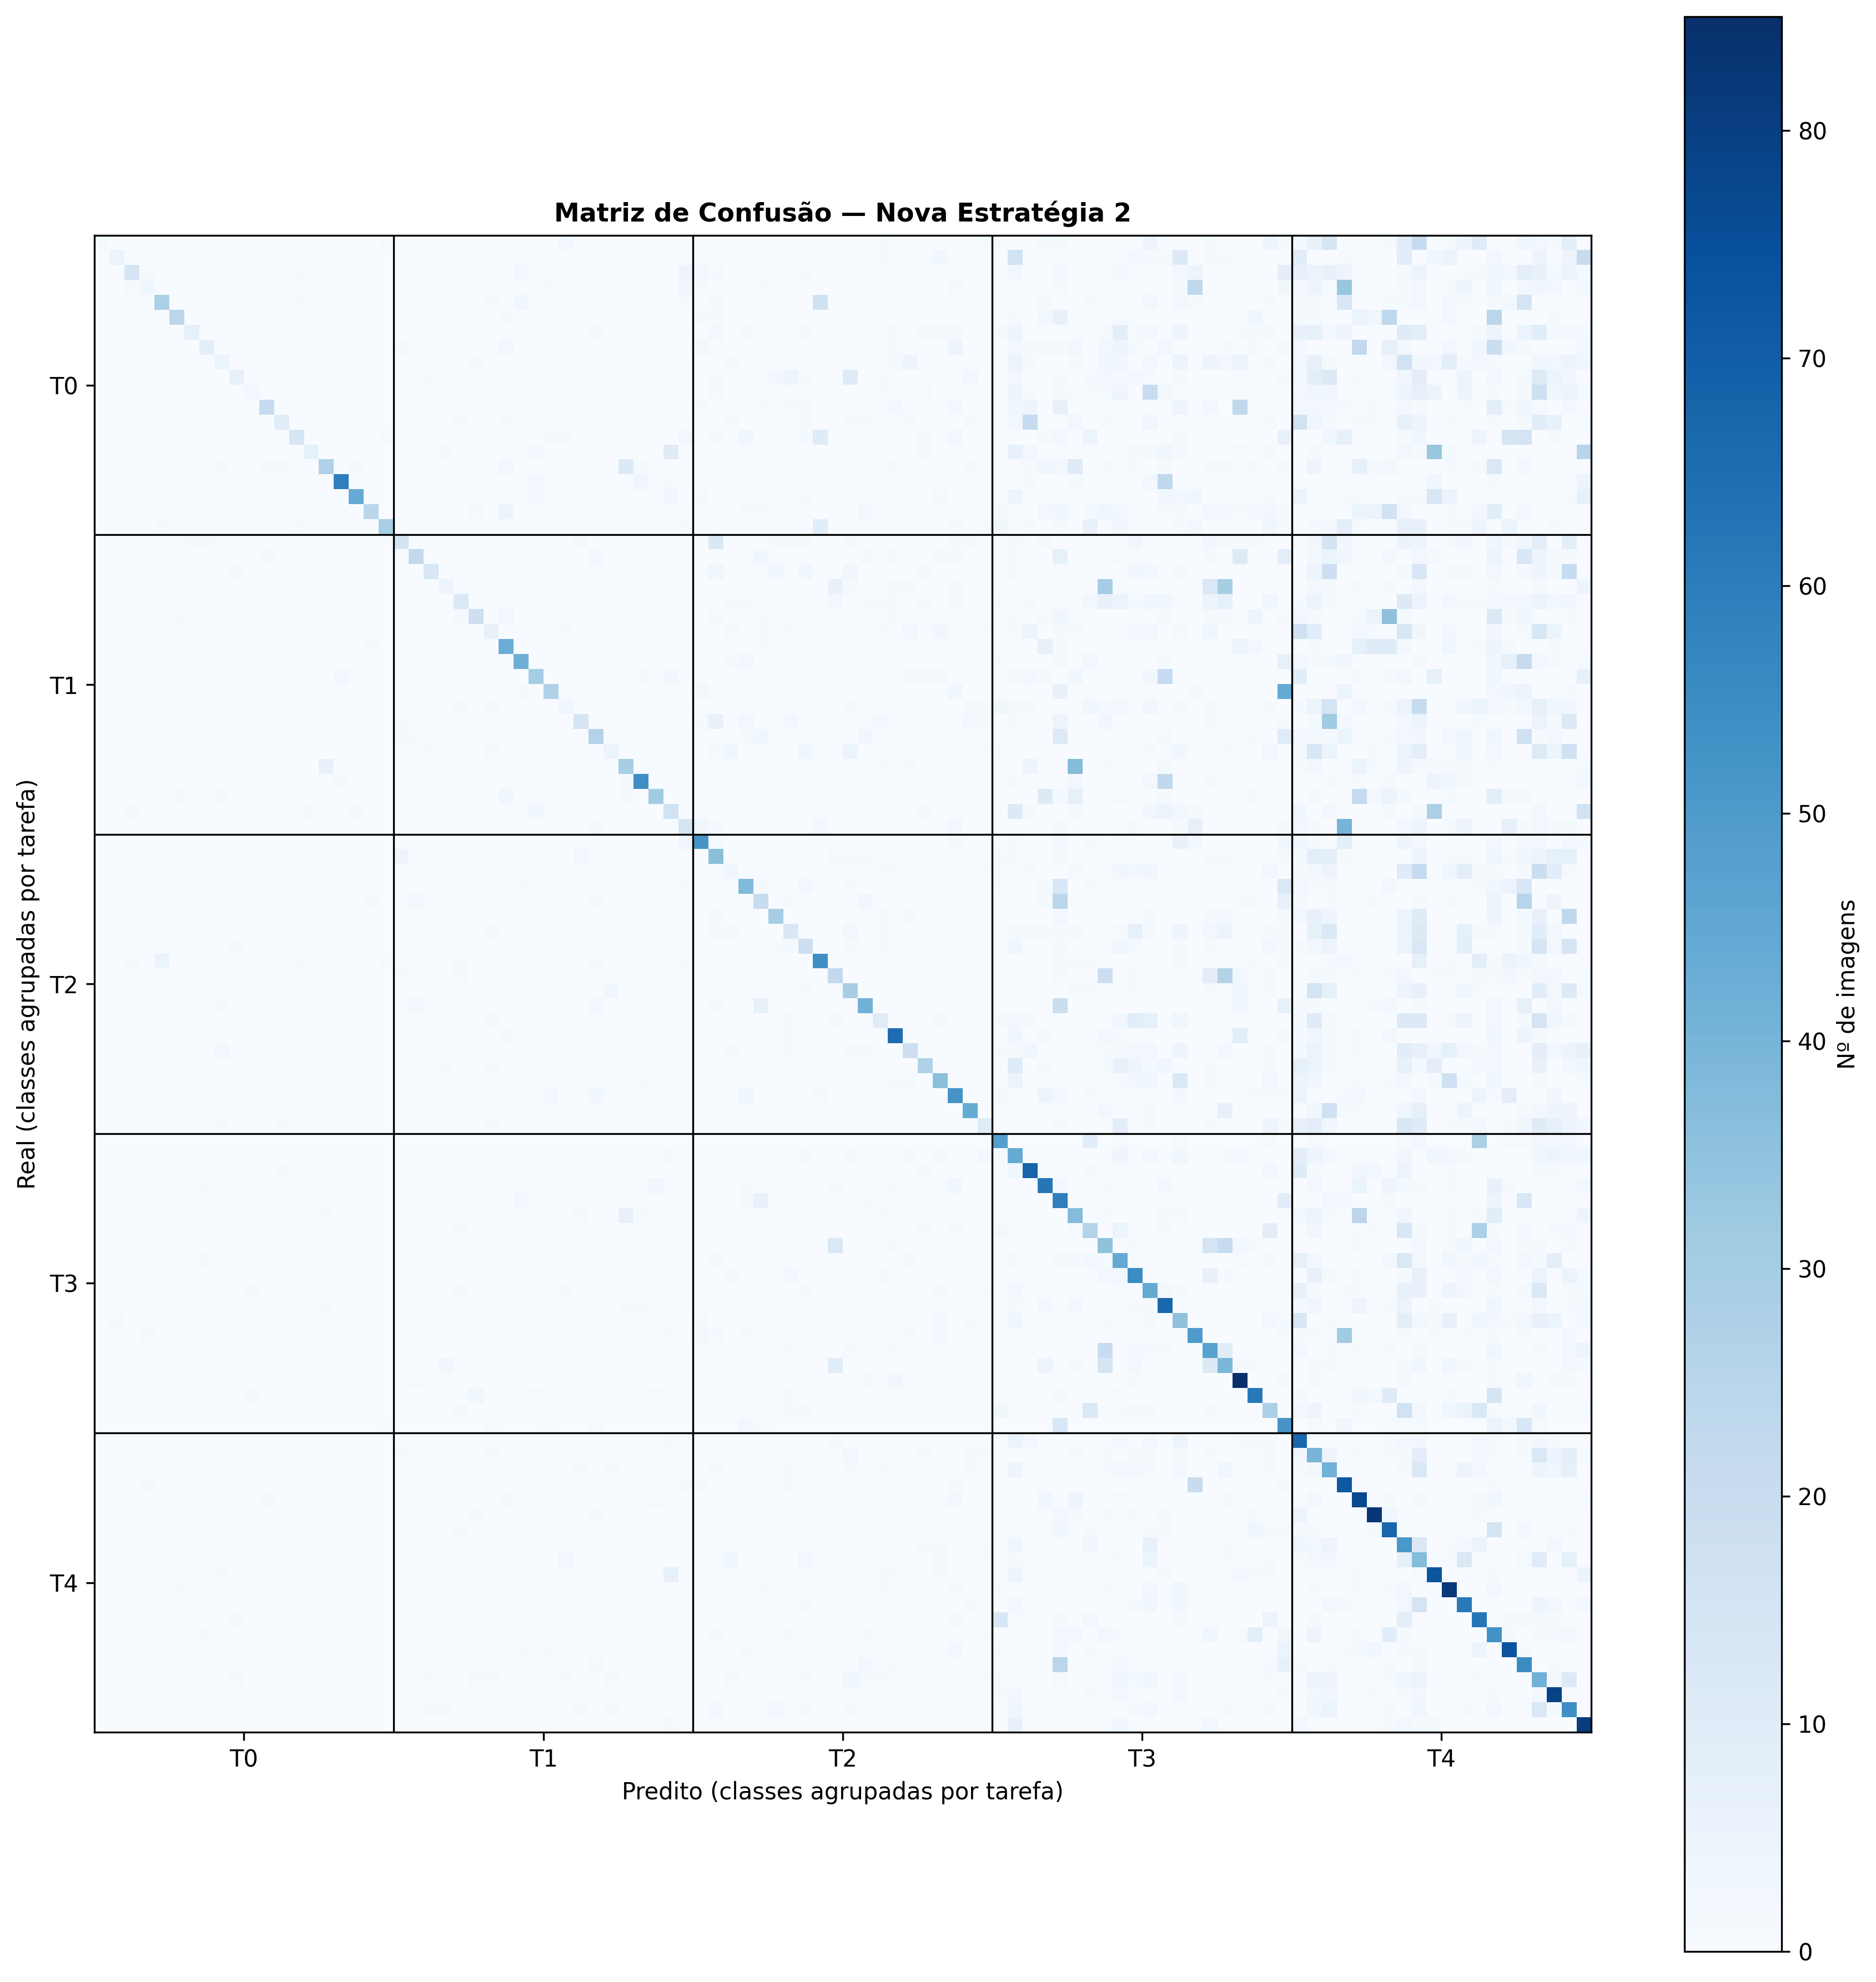 Matriz de Confusão — Nova Estratégia 2
T0
T1
T2
T3
T4
Real (classes agrupadas por tarefa)
T0 T1 T2 T3 T4
Predito (classes agrupadas por tarefa)
80
70
60
50
40
30
20
10
0
Nº de imagens